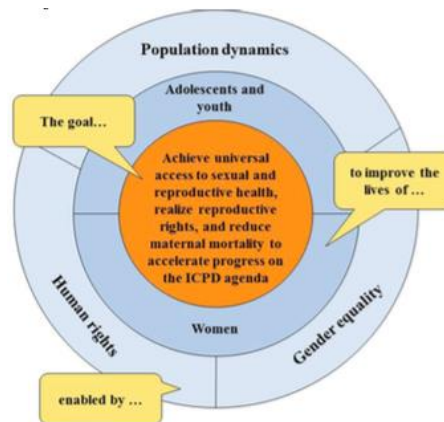 Population dynamics
Adolescents and
youth
The goal…
Achieve universal
access to sexual and
reproductive health,
realize reproductive
rights, and reduce
maternal mortality to
accelerate progress on
the ICPD agenda
to improve the
lives of …
Women
Human rights
Gender equality
enabled by …